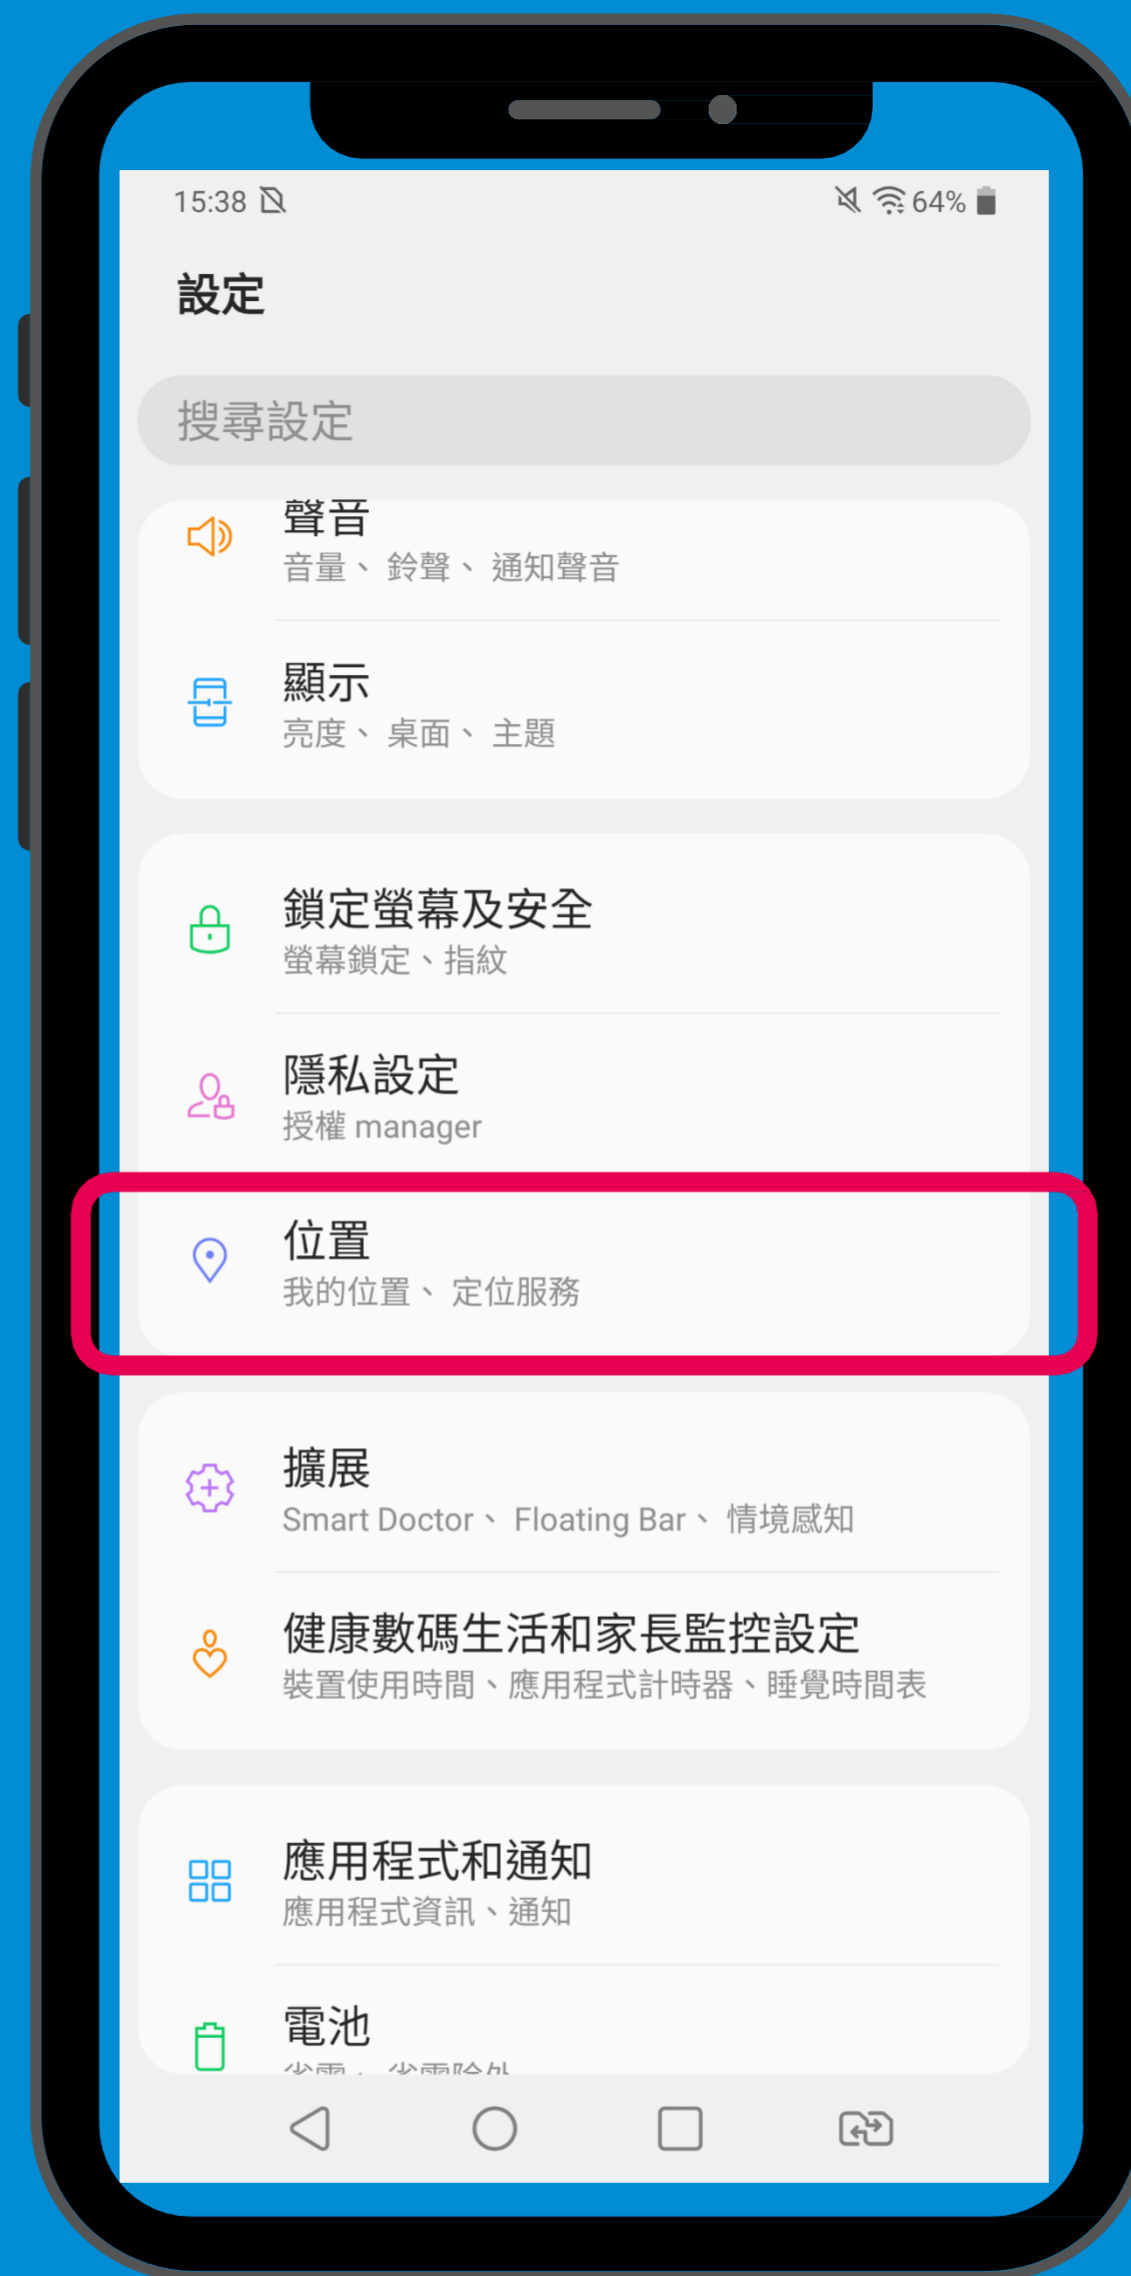 15:38
64%
設定
搜尋設定
聲音
音量、 鈴聲、 通知聲音
顯示
亮度、 桌面、 主題
鎖定螢幕及安全
螢幕鎖定、指紋
隱私設定
授權 manager
位置
我的位置、 定位服務
擴展
Smart Doctor、 Floating Bar、 情境感知
健康數碼生活和家長監控設定
裝置使用時間、應用程式計時器、睡覺時間表
應用程式和通知
應用程式資訊、通知
電池
省電、 省電除外